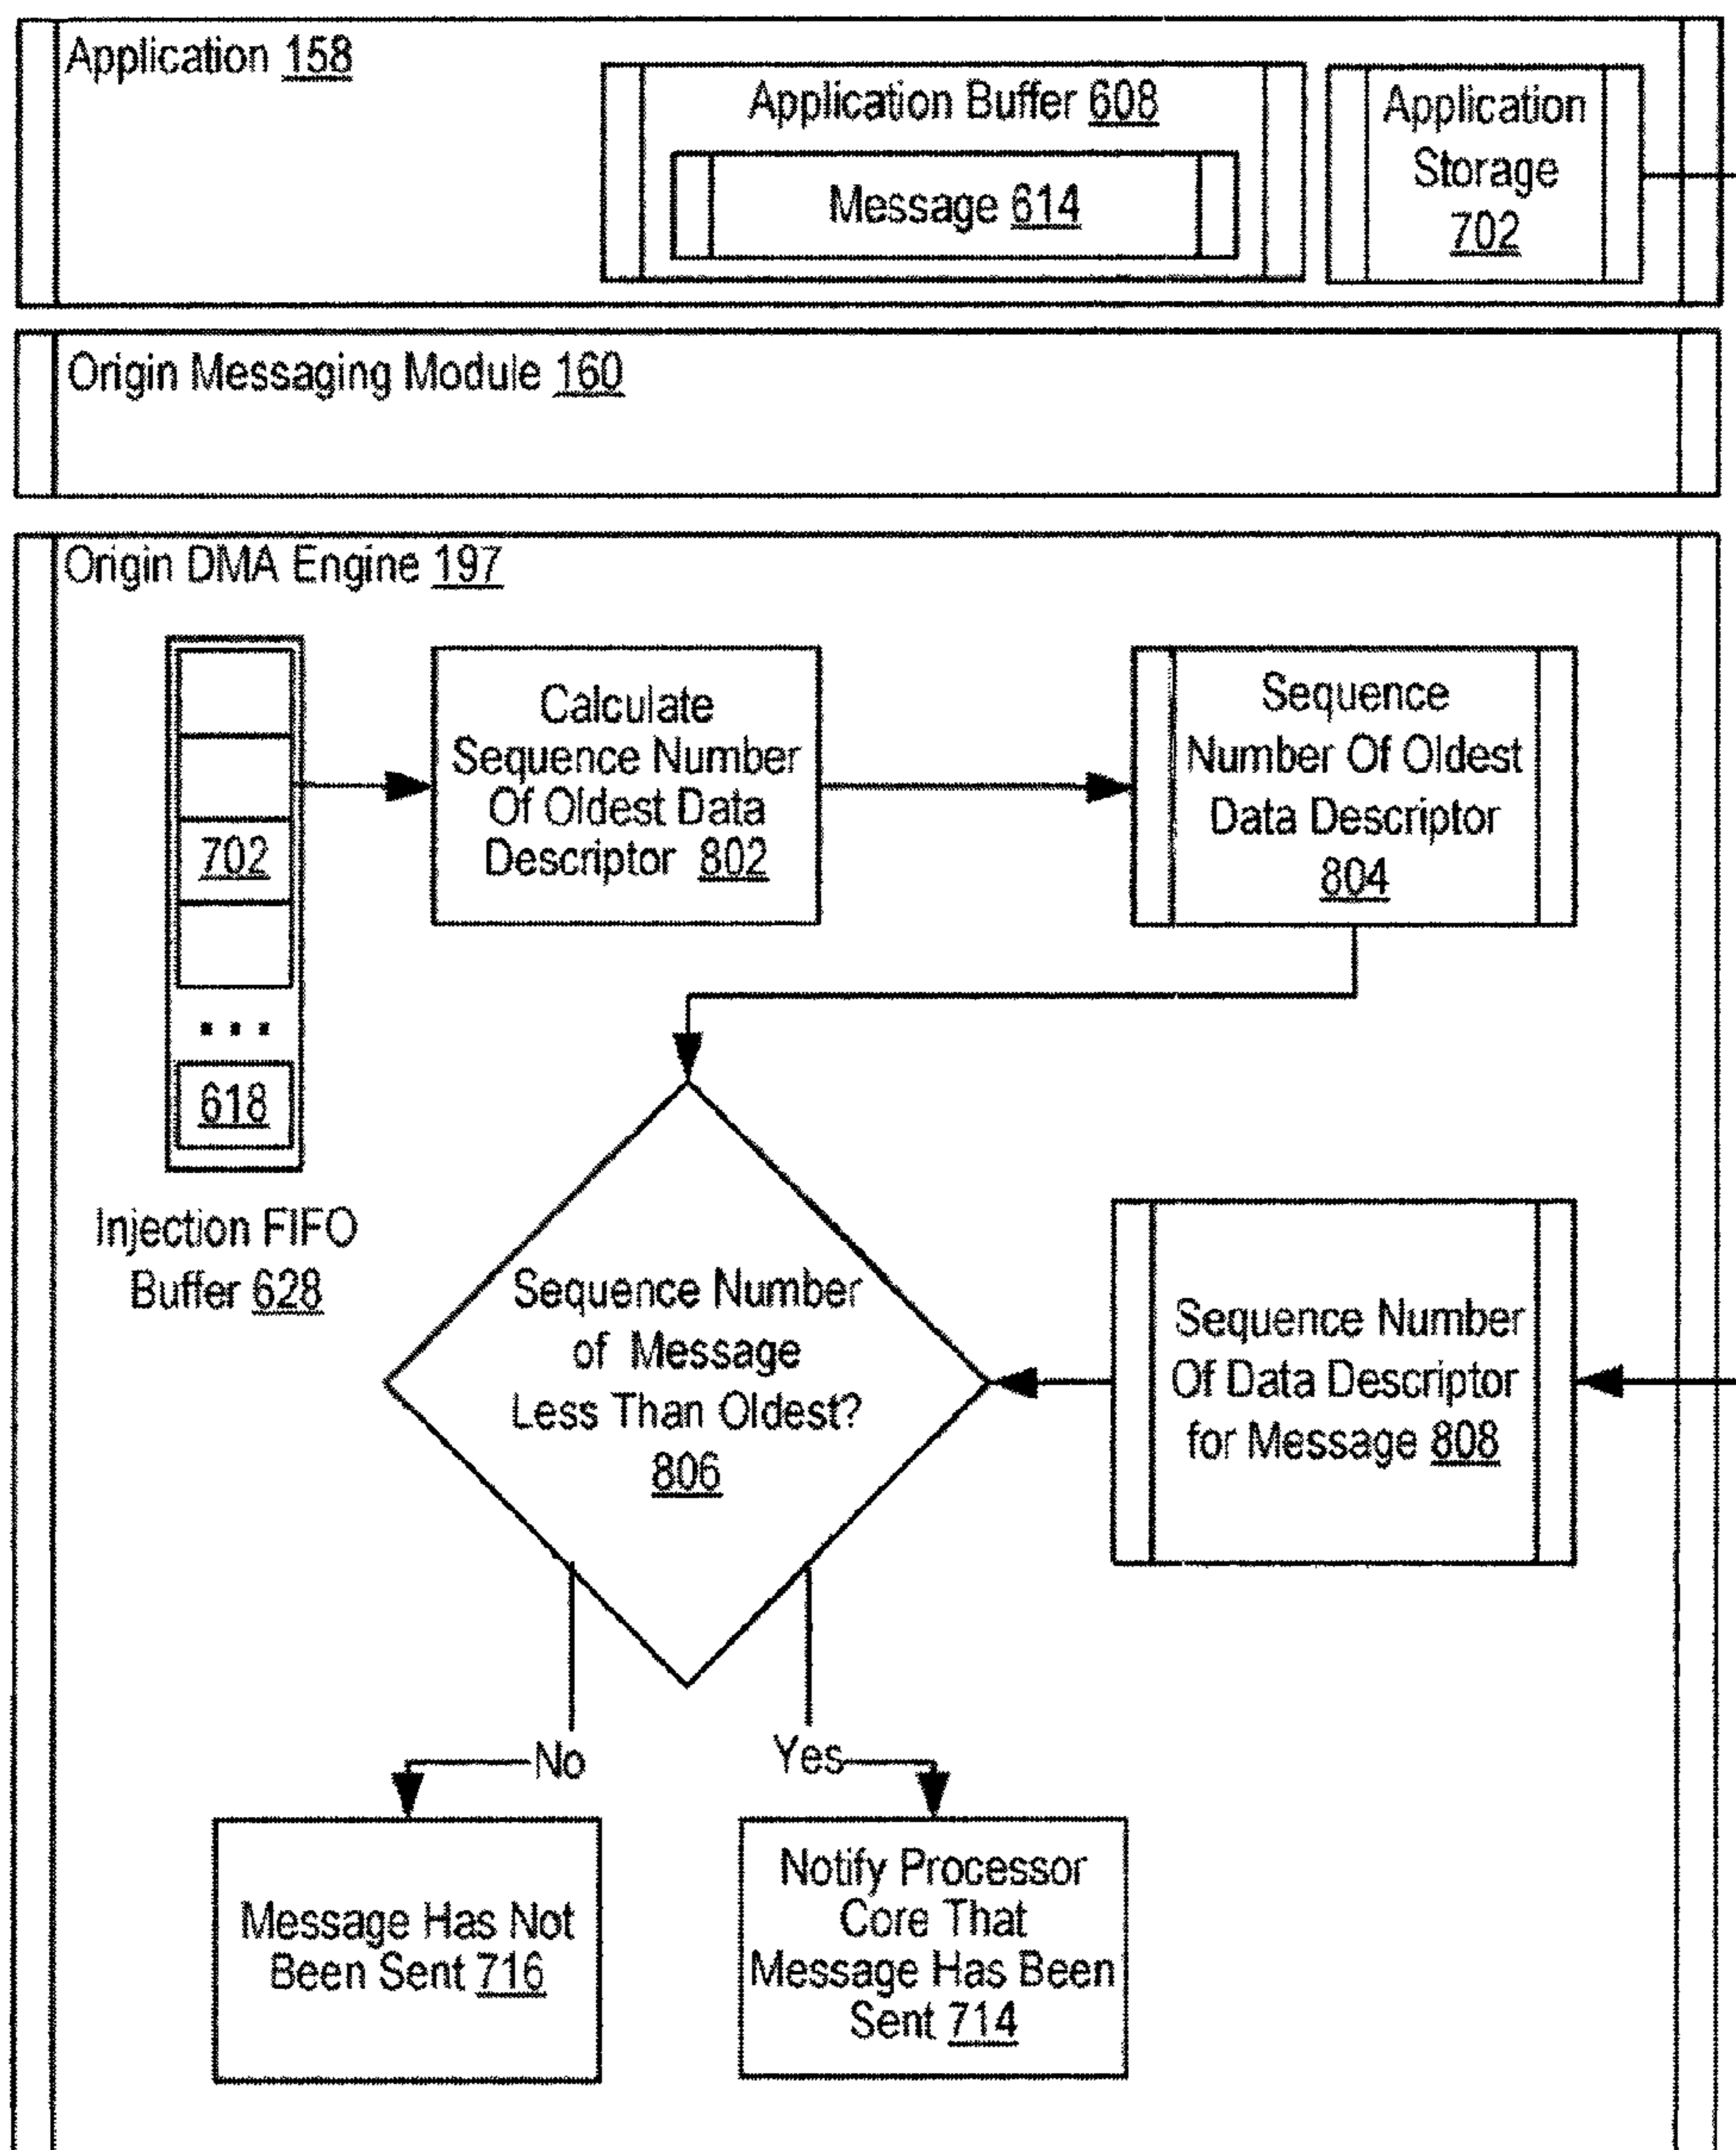 Application 158
Application Buffer 608
Message 614
Application
Storage
702
Origin Messaging Module 160
Origin DMA Engine 197
702
...
618
Injection FIFO
Buffer 628
Calculate
Sequence Number
Of Oldest Data
Descriptor 802
Sequence
Number Of Oldest
Data Descriptor
804
Sequence Number
of Message
Less Than Oldest?
806
Sequence Number
Of Data Descriptor
for Message 808
No
Yes
Message Has Not
Been Sent 716
Notify Processor
Core That
Message Has Been
Sent 714